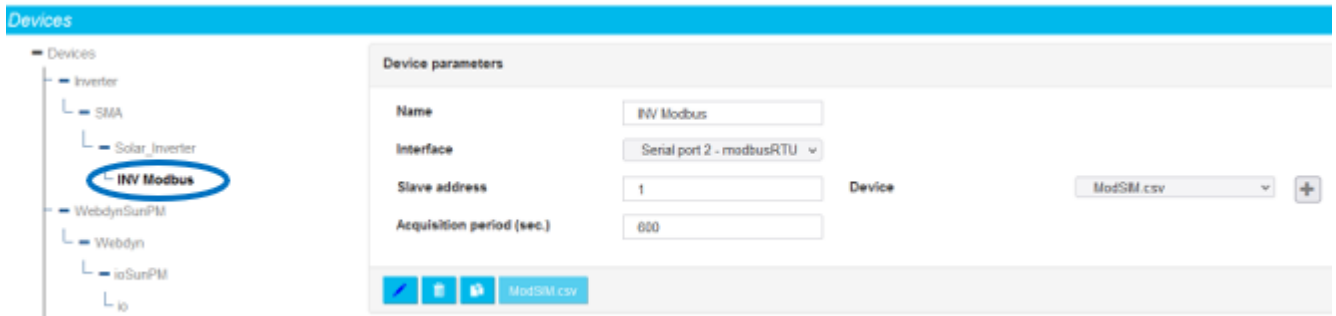 Devices
Devices
Inverter
SMA
Solar_Inverter
INV Modbus
WebdynSunPM
Webdyn
ioSunPM
io
Device parameters
Name INV Modbus
Interface Serial port 2 - modbusRTU
Slave address 1 Device ModSIM.csv
Acquisition period (sec.) 600
ModSIM.csv